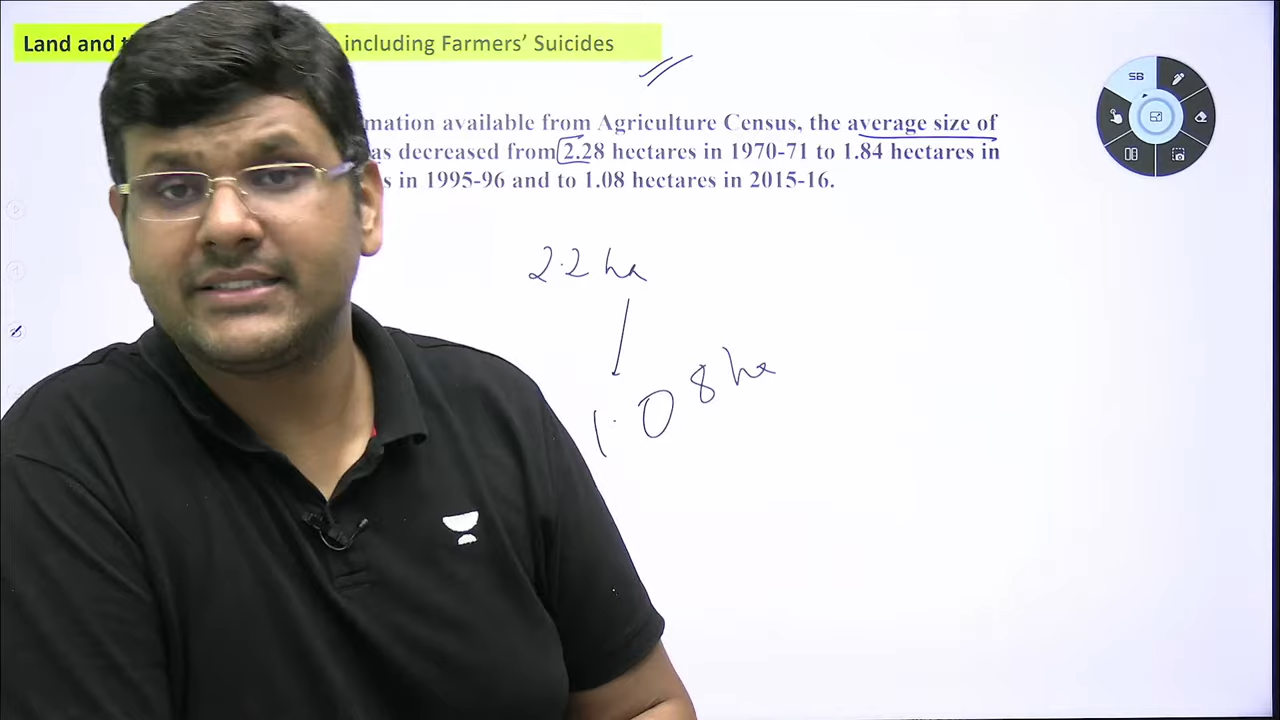 Land and including Farmers' Suicides
mation available from Agriculture Census, the average size of
as decreased from 2.28 hectares in 1970-71 to 1.84 hectares in
s in 1995-96 and to 1.08 hectares in 2015-16.
2.2 ha
1.08 ha
SB